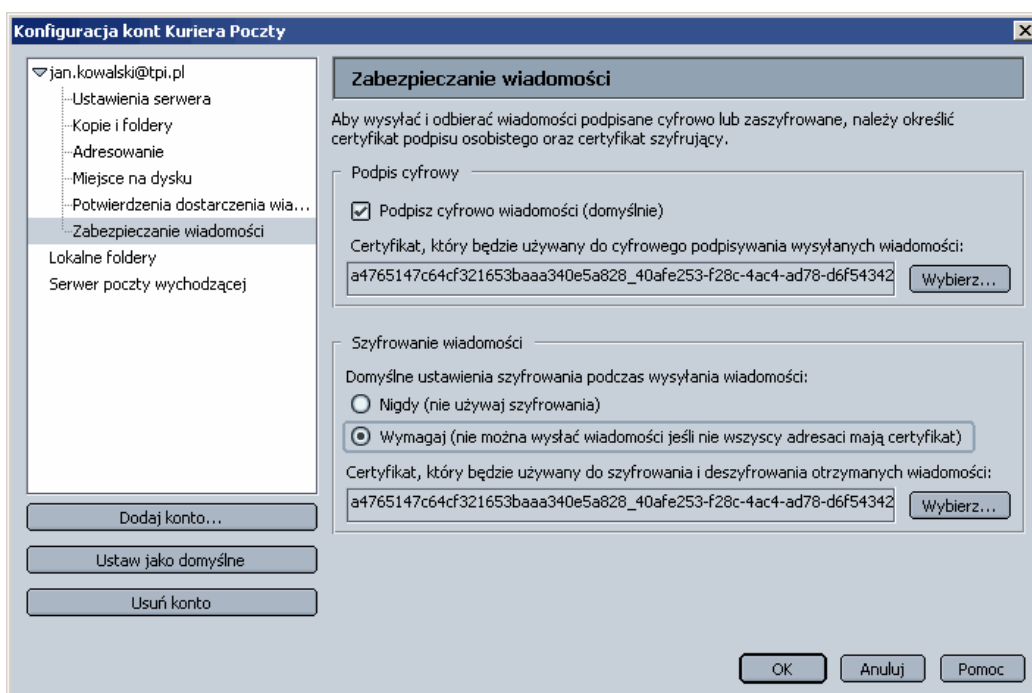 Konfiguracja kont Kuriera Poczty
jan.kowalski@tpi.pl
Ustawienia serwera
Kopie i foldery
Adresowanie
Miejsce na dysku
Potwierdzenia dostarczenia wia...
Zabezpieczanie wiadomości
Lokalne foldery
Serwer poczty wychodzącej
Dodaj konto...
Ustaw jako domyślne
Usuń konto
Zabezpieczanie wiadomości
Aby wysyłać i odbierać wiadomości podpisane cyfrowo lub zaszyfrowane, należy określić
certyfikat podpisu osobistego oraz certyfikat szyfrujący.
Podpis cyfrowy
Podpisz cyfrowo wiadomości (domyślnie)
Certyfikat, który będzie używany do cyfrowego podpisywania wysyłanych wiadomości:
a4765147c64cf321653baaa340e5a828_40afe253-f28c-4ac4-ad78-d6f54342 Wybierz...
Szyfrowanie wiadomości
Domyślne ustawienia szyfrowania podczas wysyłania wiadomości:
Nigdy (nie używaj szyfrowania)
Wymagaj (nie można wysłać wiadomości jeśli nie wszyscy adresaci mają certyfikat)
Certyfikat, który będzie używany do szyfrowania i deszyfrowania otrzymanych wiadomości:
a4765147c64cf321653baaa340e5a828_40afe253-f28c-4ac4-ad78-d6f54342 Wybierz...
OK Anuluj Pomoc